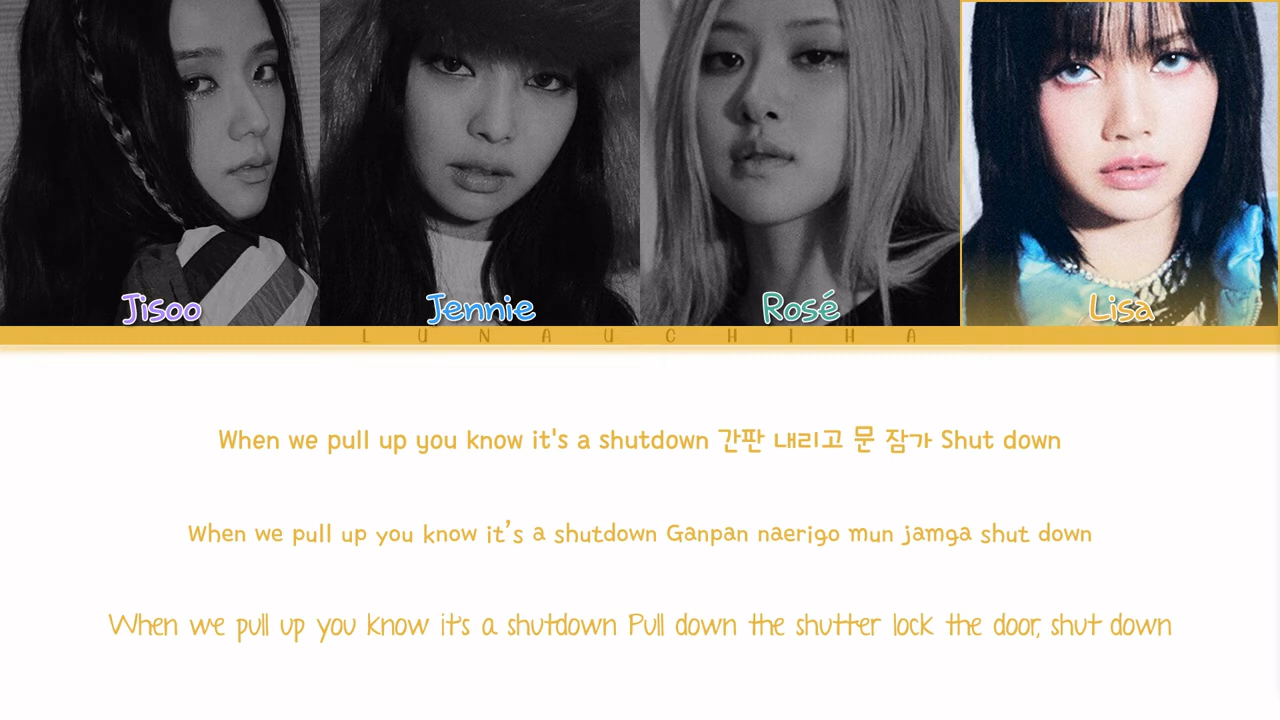 Jisoo Jennie Rosé Lisa
L U N A U C H I H A
When we pull up you know it's a shutdown 간판 내리고 문 잠가 Shut down
When we pull up you know it’s a shutdown Ganpan naerigo mun jamga shut down
When we pull up you know it's a shutdown Pull down the shutter lock the door, shut down